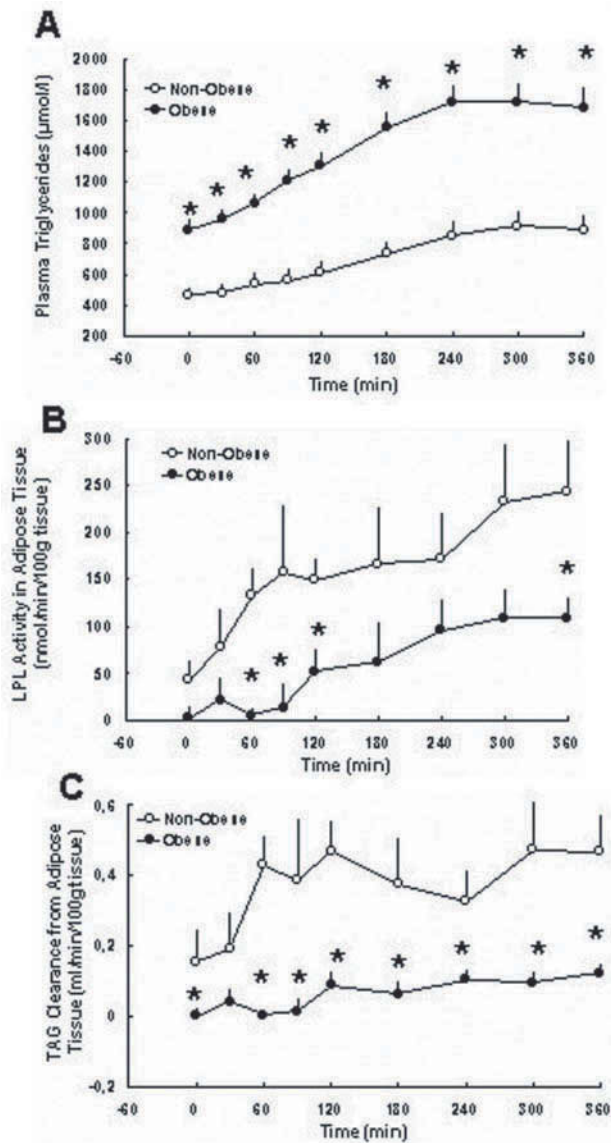 A
Plasma Triglycerides (µmol/l)
2000
1800
1600
1400
1200
1000
800
600
400
200
Non-Obese
Obese
* * * * * * * * *
-60 0 30 60 90 120 180 240 300 360
Time (min)
B
LPL Activity in Adipose Tissue
(nmol/min/100g tissue)
300
250
200
150
100
50
0
Non-Obese
Obese
* * * *
-60 0 60 120 180 240 300 360
Time (min)
C
TAG Clearance from Adipose
Tissue (ml/min/100gt issue)
0,6
0,4
0,2
0
-0,2
Non-Obese
Obese
* * * * * * * *
-60 0 60 120 180 240 300 360
Time (min)